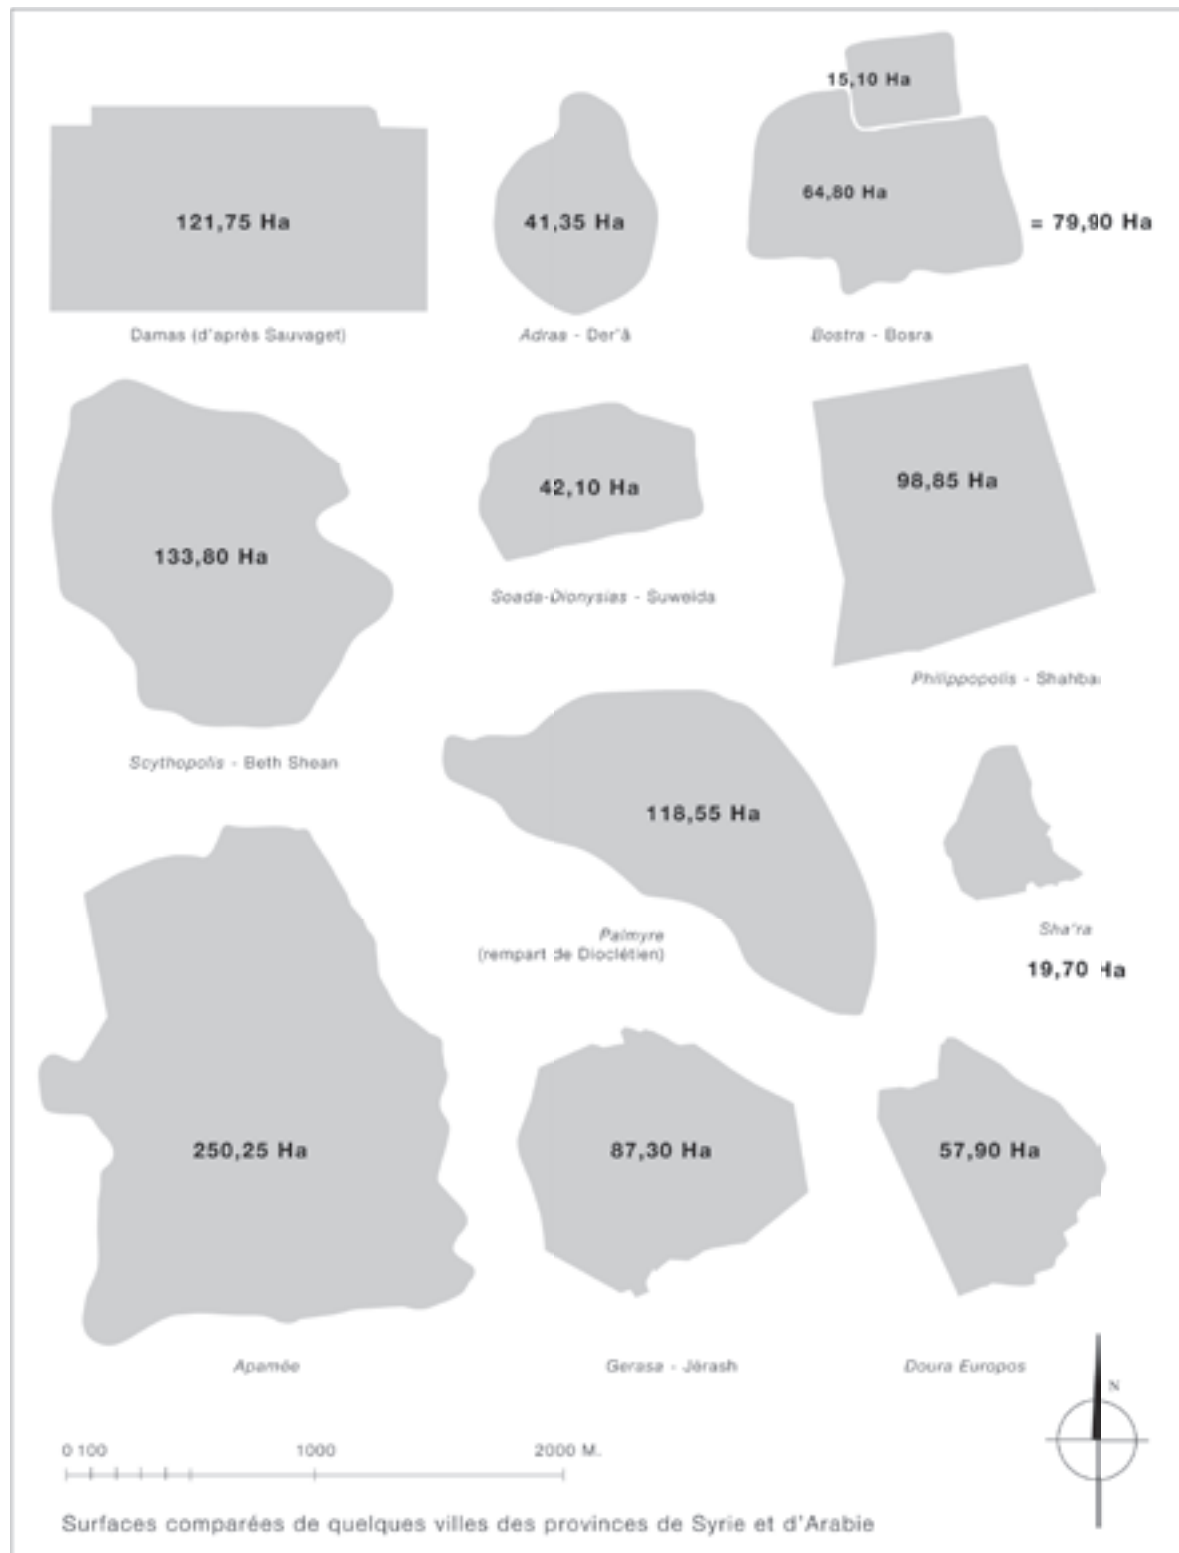 15,10 Ha
121,75 Ha
41,35 Ha
64,80 Ha
= 79,90 Ha
Damas (d'après Sauvaget)
Adraa - Der'â
Bostra - Bosra
133,80 Ha
42,10 Ha
98,85 Ha
Soada-Dionysias - Suweida
Philippopolis - Shahba
Scythopolis - Beth Shean
118,55 Ha
Palmyre
(rempart de Dioclétien)
Sha'ra
19,70 Ha
250,25 Ha
87,30 Ha
57,90 Ha
Apamée
Gerasa - Jérash
Doura Europos
N
0 100 1000 2000 M.
Surfaces comparées de quelques villes des provinces de Syrie et d'Arabie